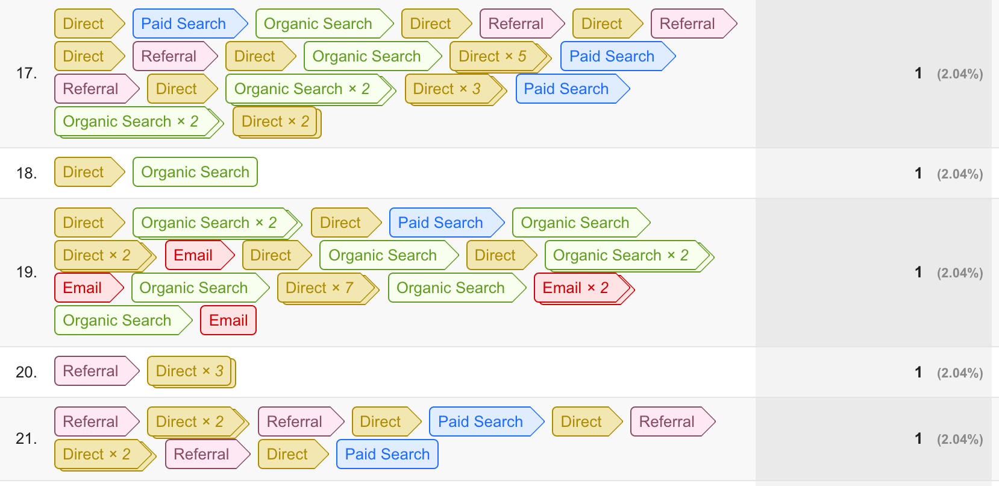 Direct Paid Search Organic Search Direct Referral Direct Referral
Direct Referral Direct Organic Search Direct × 5 Paid Search
17. 1 (2.04%)
Referral Direct Organic Search × 2 Direct × 3 Paid Search
Organic Search × 2 Direct × 2
18. Direct Organic Search 1 (2.04%)
Direct Organic Search × 2 Direct Paid Search Organic Search
Direct × 2 Email Direct Organic Search Direct Organic Search × 2
19. 1 (2.04%)
Email Organic Search Direct × 7 Organic Search Email × 2
Organic Search Email
20. Referral Direct × 3 1 (2.04%)
Referral Direct × 2 Referral Direct Paid Search Direct Referral
21. 1 (2.04%)
Direct × 2 Referral Direct Paid Search